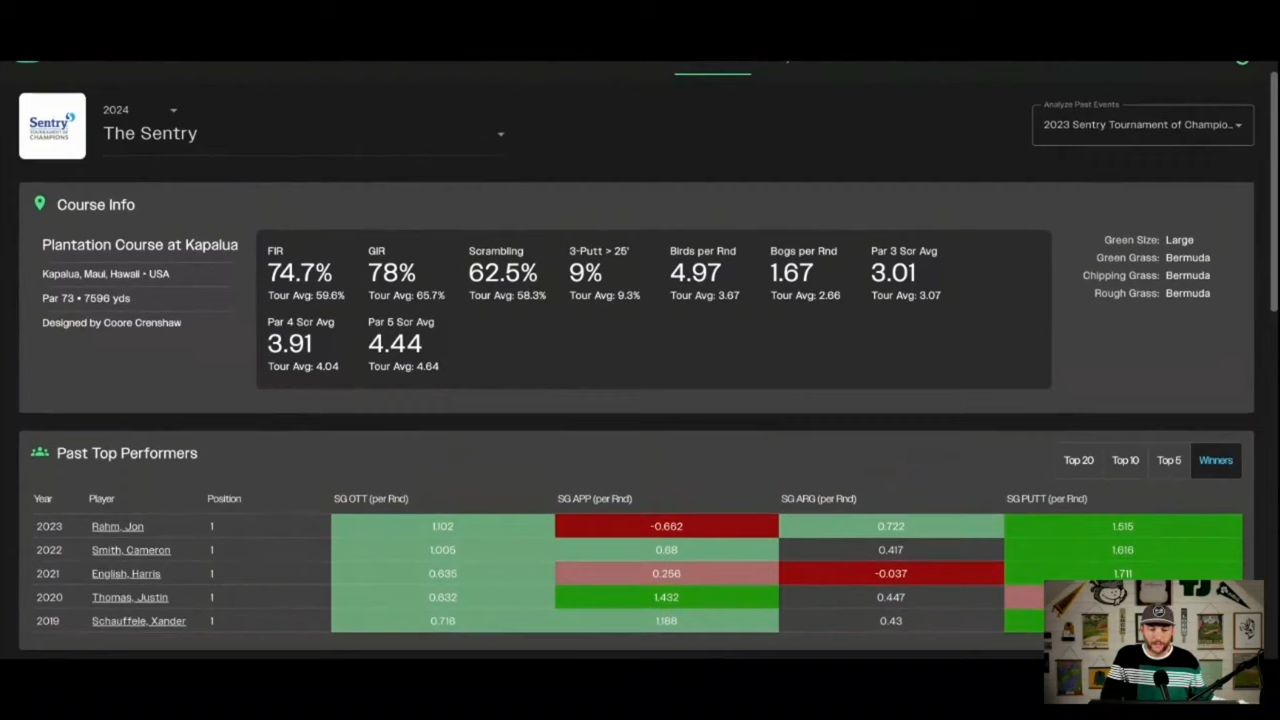 2024
The Sentry
Sentry
TOURNAMENT OF
CHAMPIONS
Analyze Past Events
2023 Sentry Tournament of Champio...
Course Info
Plantation Course at Kapalua
Kapalua, Maui, Hawaii • USA
Par 73 • 7596 yds
Designed by Coore Crenshaw
FIR
74.7%
Tour Avg: 59.6%
GIR
78%
Tour Avg: 65.7%
Scrambling
62.5%
Tour Avg: 58.3%
3-Putt > 25'
9%
Tour Avg: 9.3%
Birds per Rnd
4.97
Tour Avg: 3.67
Bogs per Rnd
1.67
Tour Avg: 2.66
Par 3 Scr Avg
3.01
Tour Avg: 3.07
Par 4 Scr Avg
3.91
Tour Avg: 4.04
Par 5 Scr Avg
4.44
Tour Avg: 4.64
Green Size: Large
Green Grass: Bermuda
Chipping Grass: Bermuda
Rough Grass: Bermuda
Past Top Performers
Top 20 Top 10 Top 5 Winners
Year Player Position SG OTT (per Rnd) SG APP (per Rnd) SG ARG (per Rnd) SG PUTT (per Rnd)
2023 Rahm, Jon 1 1.102 -0.662 0.722 1.515
2022 Smith, Cameron 1 1.005 0.68 0.417 1.616
2021 English, Harris 1 0.635 0.256 -0.037 1.711
2020 Thomas, Justin 1 0.632 1.432 0.447
2019 Schauffele, Xander 1 0.716 1.188 0.43
TJ